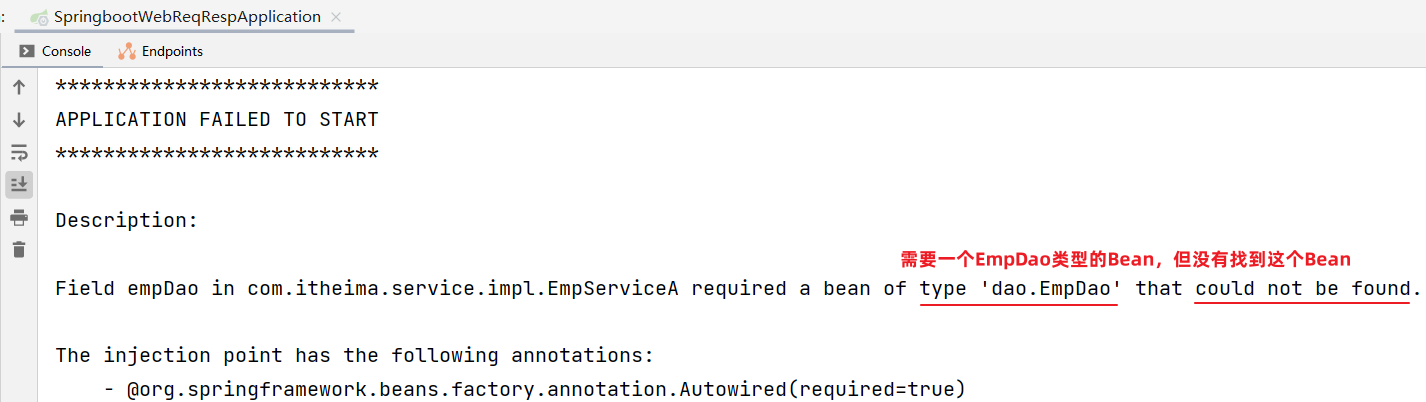 :
SpringbootWebReqRespApplication ×
Console Endpoints
***************************
APPLICATION FAILED TO START
***************************
Description:
需要一个EmpDao类型的Bean，但没有找到这个Bean
Field empDao in com.itheima.service.impl.EmpServiceA required a bean of type 'dao.EmpDao' that could not be found.
The injection point has the following annotations:
- @org.springframework.beans.factory.annotation.Autowired(required=true)